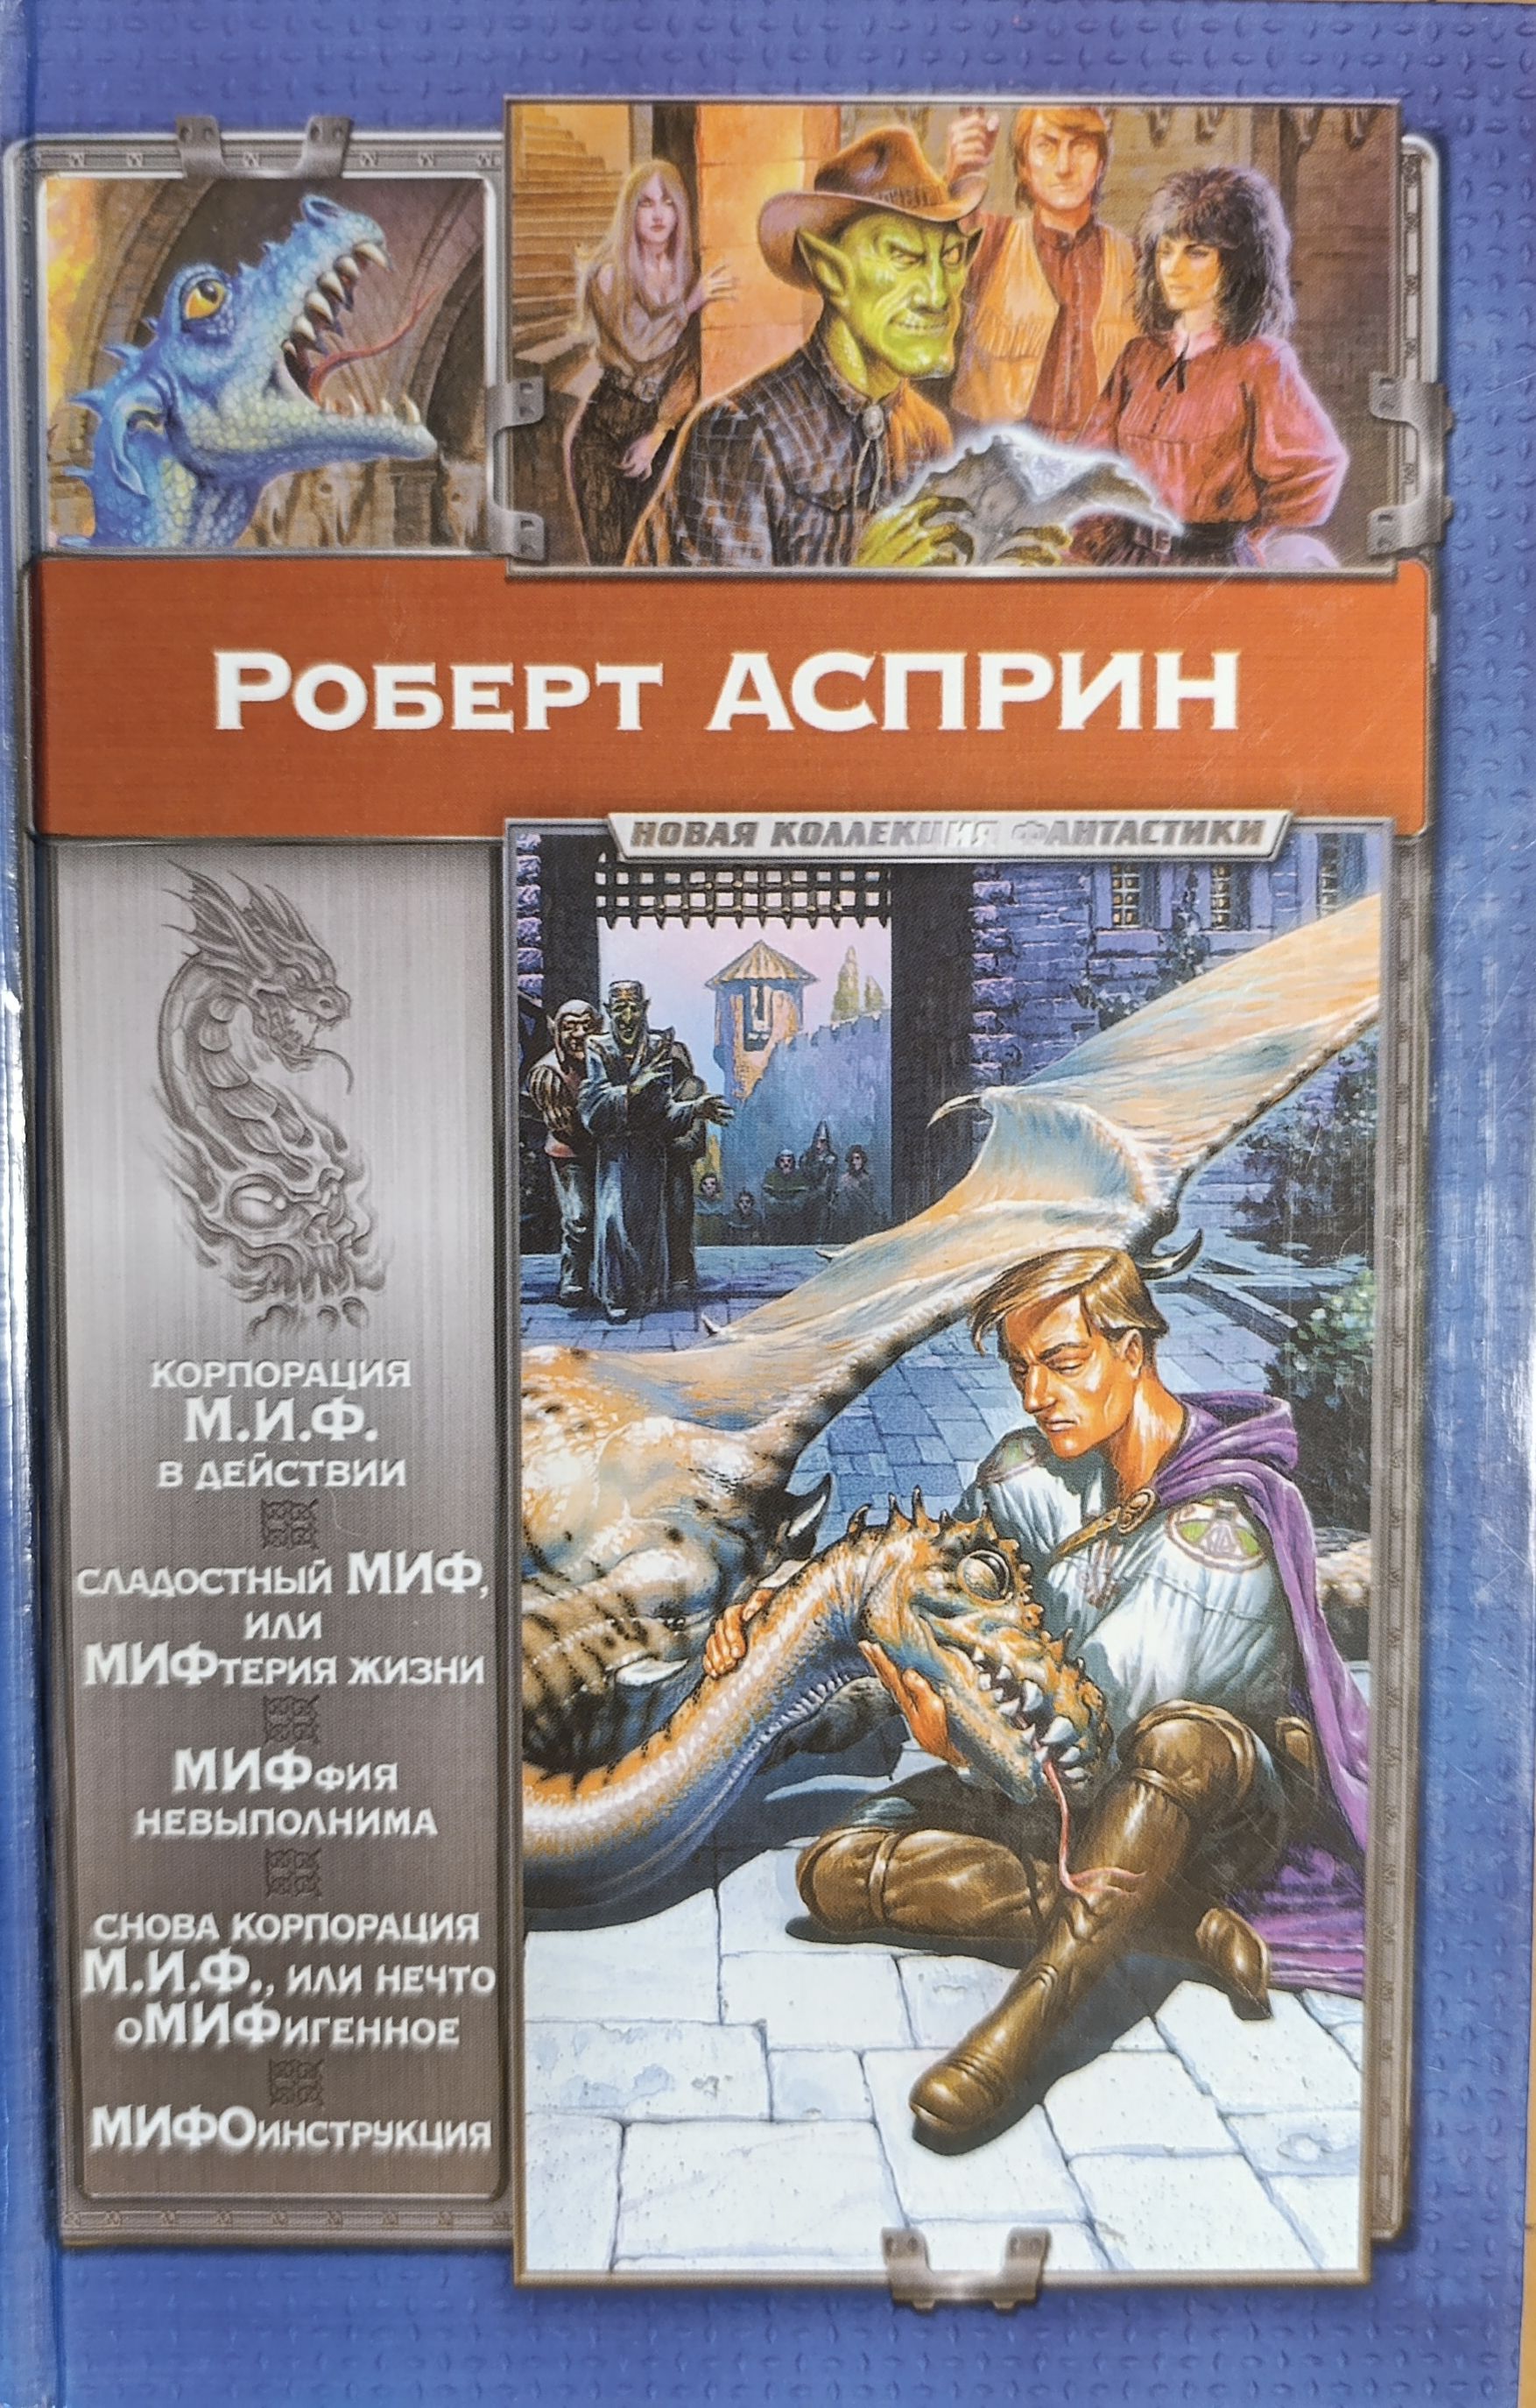 Роберт АСПРИН
НОВАЯ КОЛЛЕКЦИЯ ФАНТАСТИКИ
КОРПОРАЦИЯ
М.И.Ф.
В ДЕЙСТВИИ
СЛАДОСТНЫЙ МИФ,
ИЛИ
МИФТЕРИЯ ЖИЗНИ
МИФФИЯ
НЕВЫПОЛНИМА
СНОВА КОРПОРАЦИЯ
М.И.Ф., ИЛИ НЕЧТО
ОМИФИГЕННОЕ
МИФОИНСТРУКЦИЯ